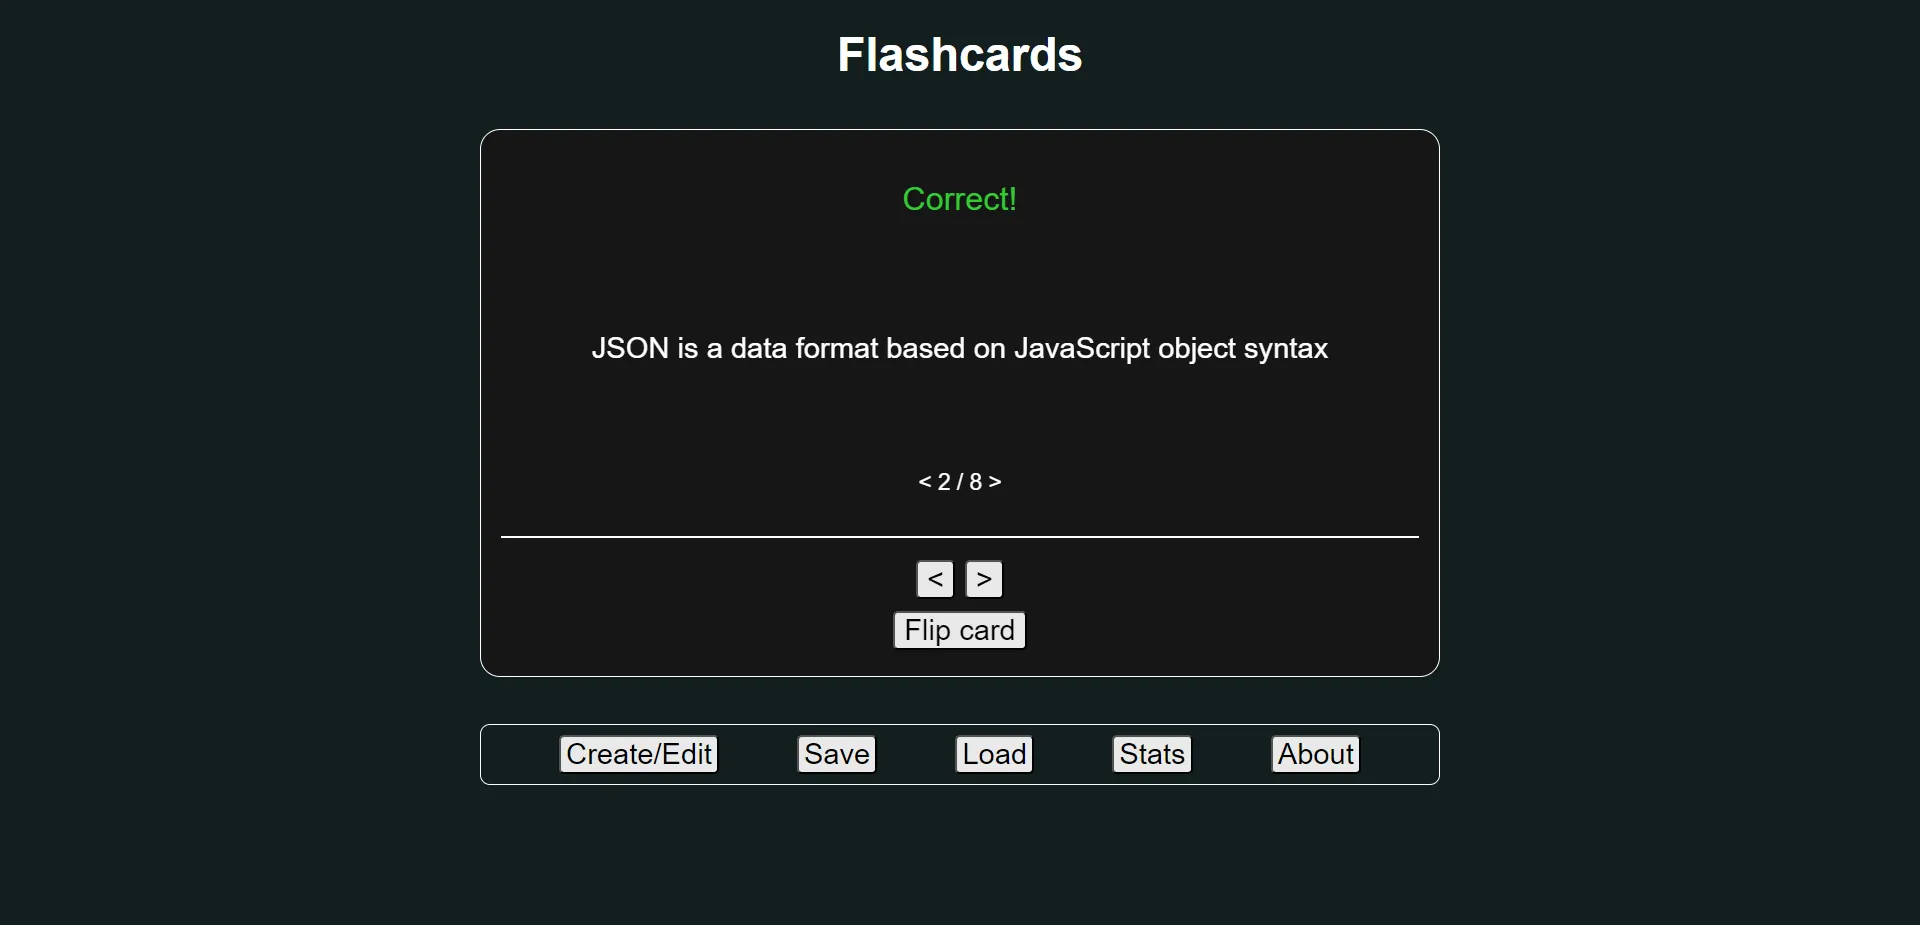 Flashcards
Correct!
JSON is a data format based on JavaScript object syntax
< 2 / 8 >
< >
Flip card
Create/Edit Save Load Stats About